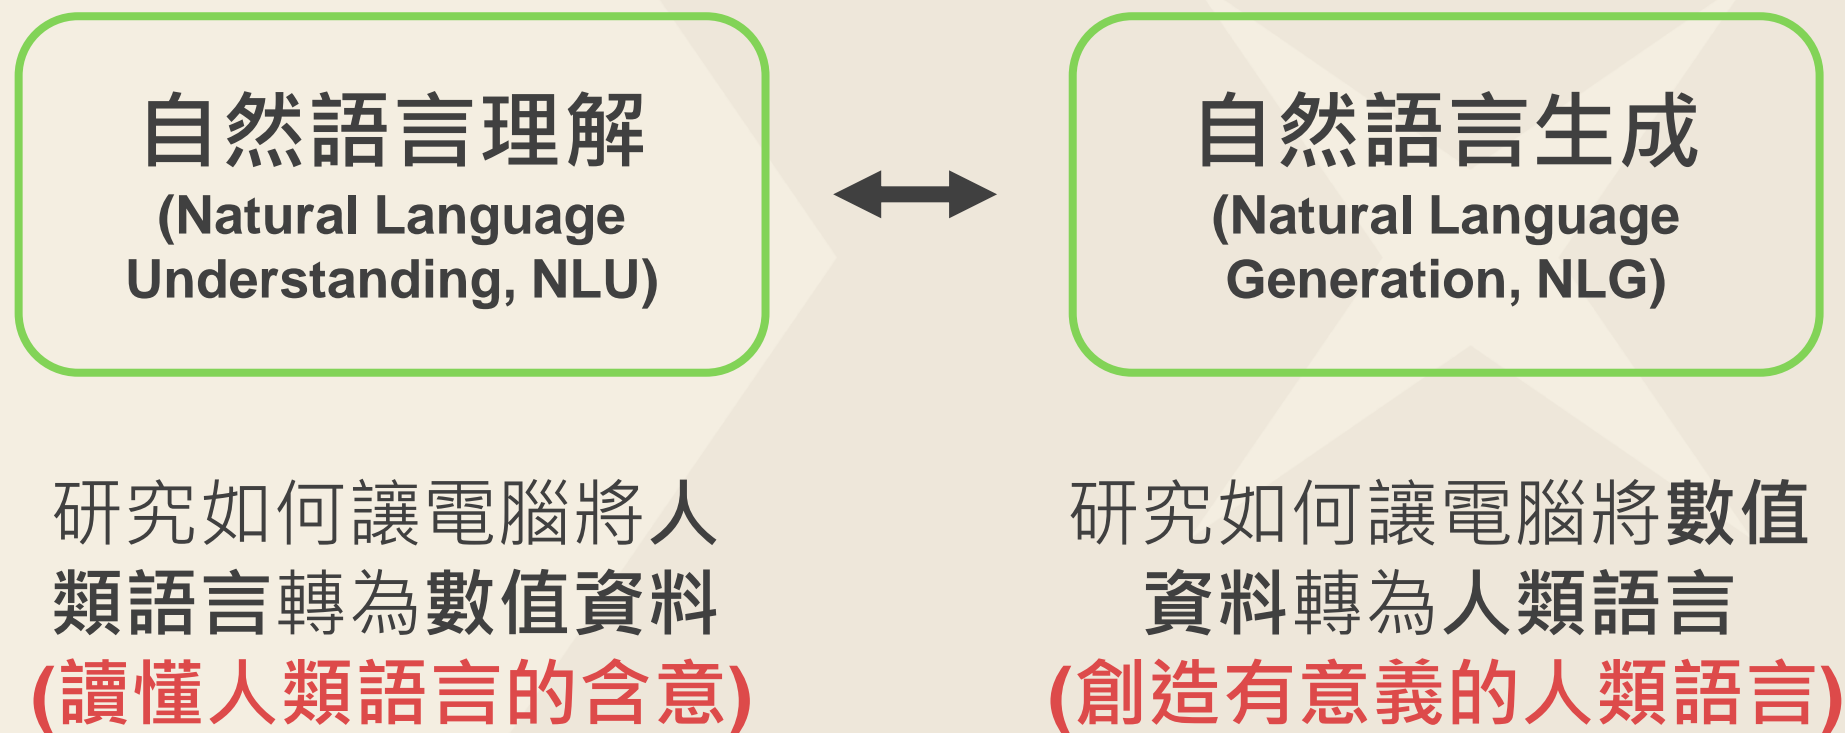 自然語言理解
(Natural Language
Understanding, NLU)
研究如何讓電腦將人
類語言轉為數值資料
(讀懂人類語言的含意)
自然語言生成
(Natural Language
Generation, NLG)
研究如何讓電腦將數值
資料轉為人類語言
(創造有意義的人類語言)